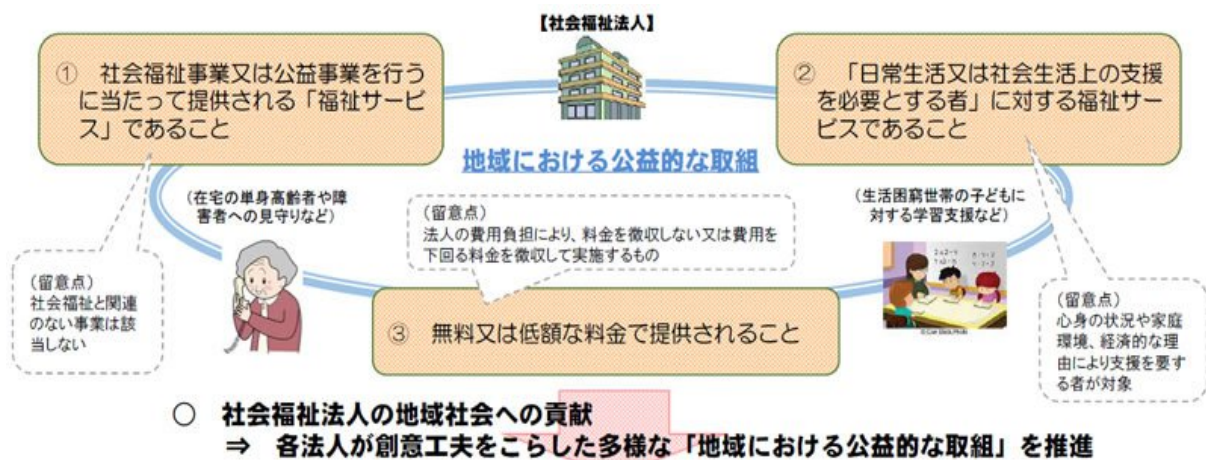 【社会福祉法人】
① 社会福祉事業又は公益事業を行う
に当たって提供される「福祉サービ
ス」であること
② 「日常生活又は社会生活上の支援
を必要とする者」に対する福祉サー
ビスであること
地域における公益的な取組
(在宅の単身高齢者や障
害者への見守りなど)
(留意点)
法人の費用負担により、料金を徴収しない又は費用を
下回る料金を徴収して実施するもの
(生活困窮世帯の子どもに
対する学習支援など)
(留意点)
社会福祉と関連
のない事業は該
当しない
③ 無料又は低額な料金で提供されること
(留意点)
心身の状況や家庭
環境、経済的な理
由により支援を要す
る者が対象
○ 社会福祉法人の地域社会への貢献
⇒ 各法人が創意工夫をこらした多様な「地域における公益的な取組」を推進